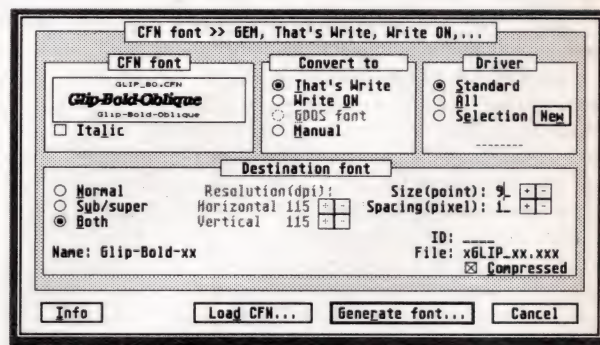 CFN font >> GEM, That's Write, Write ON,...
CFN font
GLIP_BO.CFN
Glip-Bold-Oblique
Glip-Bold-Oblique
Italic
Convert to
That's Write
Write ON
GDOS font
Manual
Driver
Standard
All
Selection New
--------
Destination font
Normal
Sub/super
Both
Resolution(dpi):
Horizontal 115 + -
Vertical 115 + -
Size(point): 9 + -
Spacing(pixel): 1_ + -
Name: Glip-Bold-xx
ID: ____
File: xGLIP_xx.xxx
Compressed
Info
Load CFN...
Generate font...
Cancel